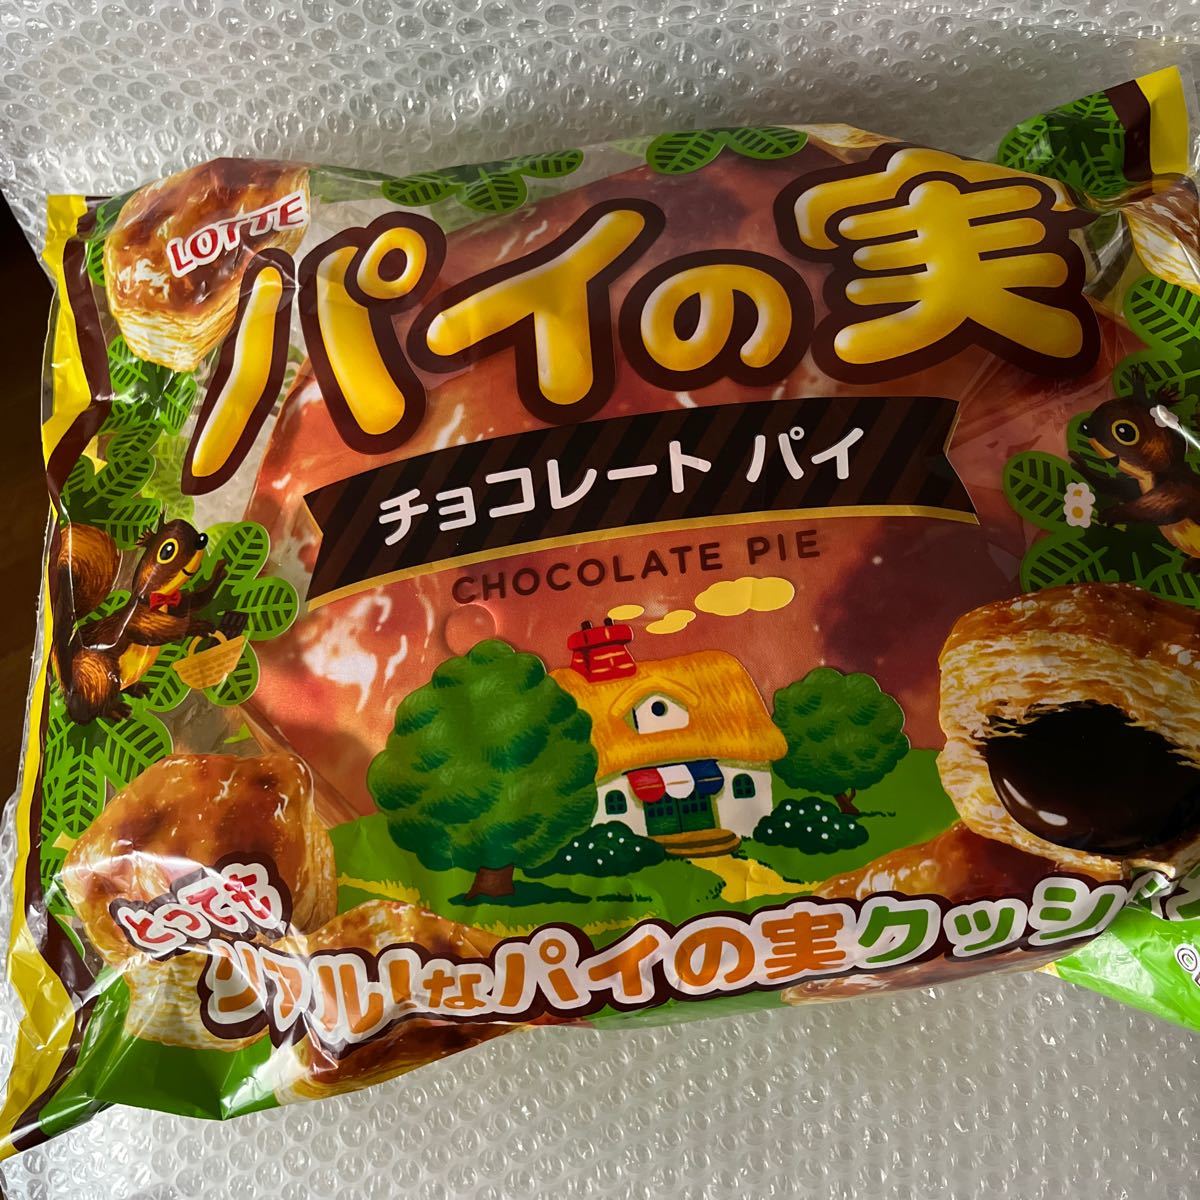 LOTTE
パイの実
チョコレート パイ
CHOCOLATE PIE
とっても
リアル!なパイの実クッショ